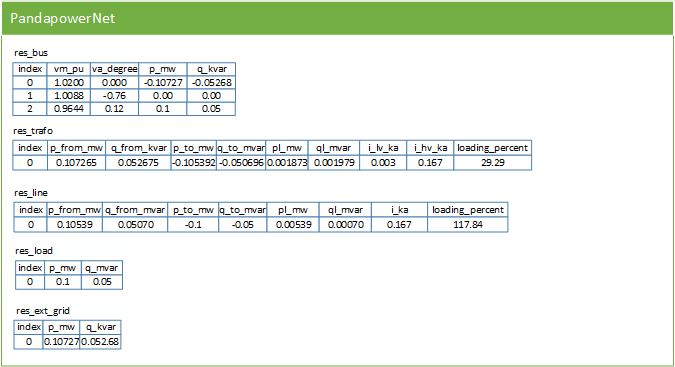 PandapowerNet
res_bus
index vm_pu va_degree p_mw q_kvar
0 1.0200 0.000 -0.10727 -0.05268
1 1.0088 -0.76 0.00 0.00
2 0.9644 0.12 0.1 0.05
res_trafo
index p_from_mw q_from_kvar p_to_mw q_to_mvar pl_mw ql_mvar i_lv_ka i_hv_ka loading_percent
0 0.107265 0.052675 -0.105392 -0.050696 0.001873 0.001979 0.003 0.167 29.29
res_line
index p_from_mw q_from_mvar p_to_mw q_to_mvar pl_mw ql_mvar i_ka loading_percent
0 0.10539 0.05070 -0.1 -0.05 0.00539 0.00070 0.167 117.84
res_load
index p_mw q_mvar
0 0.1 0.05
res_ext_grid
index p_mw q_kvar
0 0.10727 0.052.68